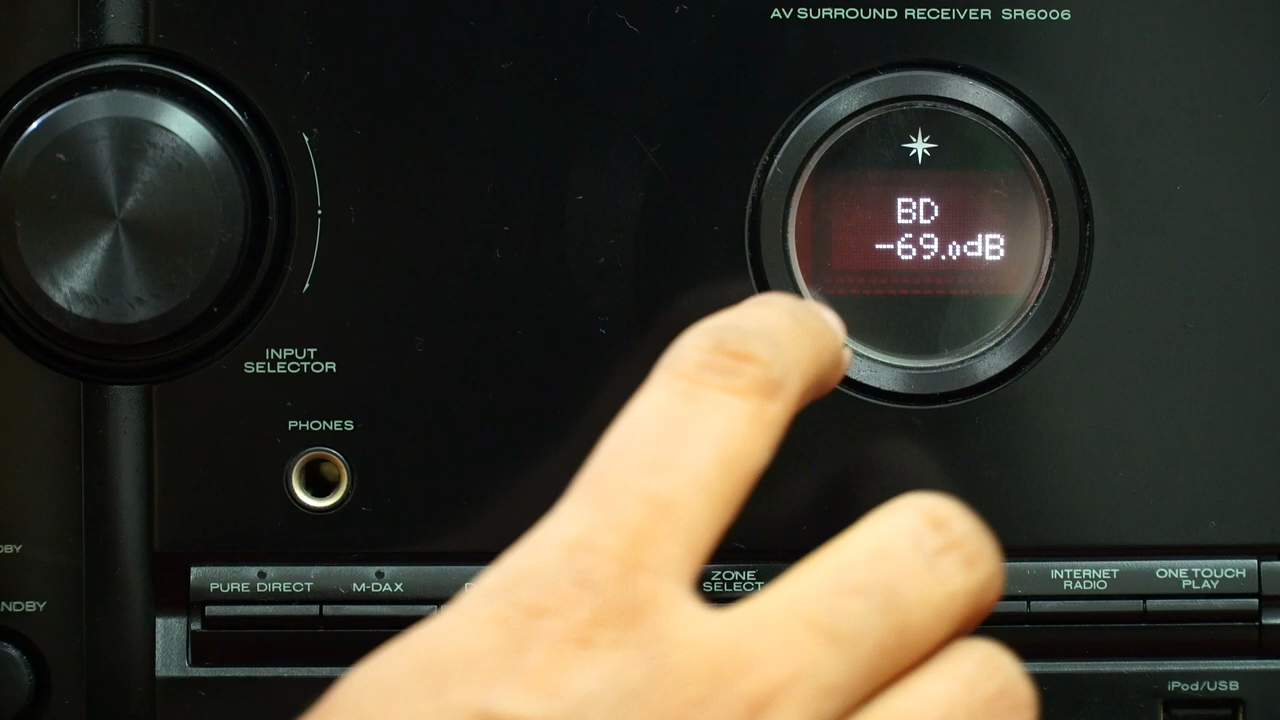 AV SURROUND RECEIVER SR6006
BD
-69.0dB
INPUT
SELECTOR
PHONES
PURE DIRECT
M-DAX
ZONE
SELECT
INTERNET
RADIO
ONE TOUCH
PLAY
iPod/USB